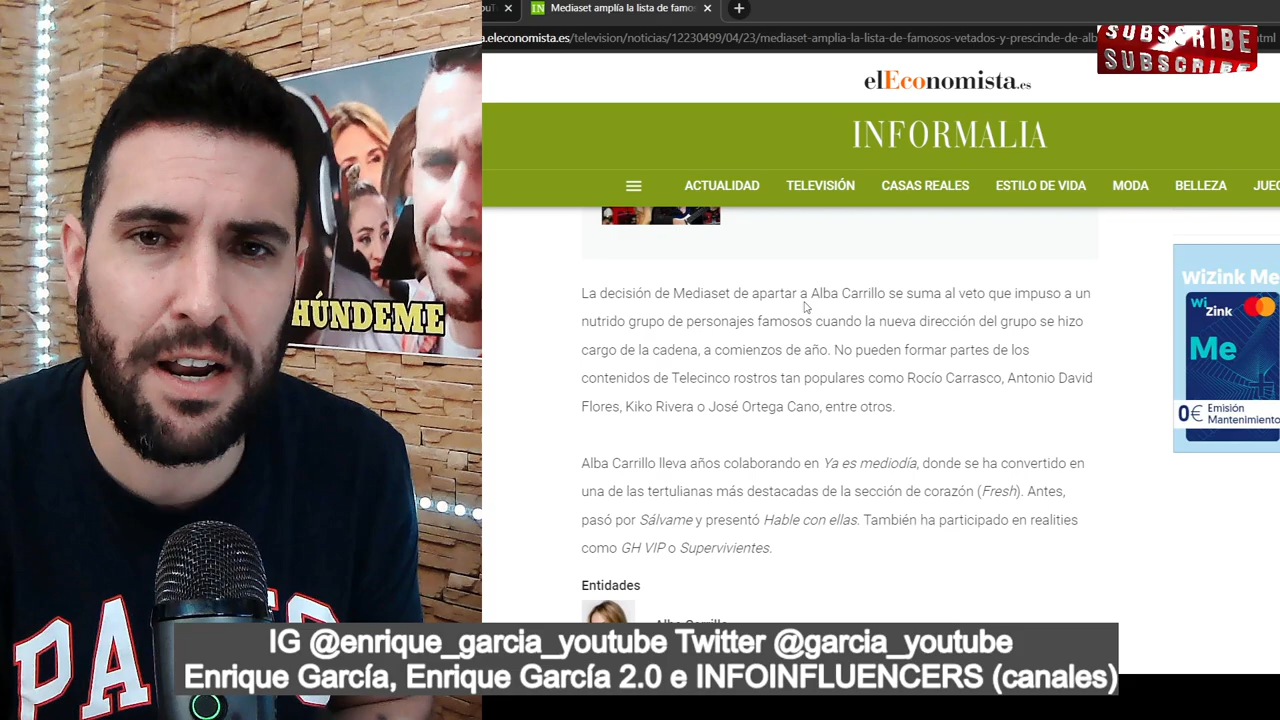 Mediaset amplía la lista de famos
a.eleconomista.es/television/noticias/12230499/04/23/mediaset-amplia-la-lista-de-famosos-vetados-y-prescinde-de-alb
SUBSCRIBE
SUBSCRIBE
elEconomista.es
INFORMALIA
ACTUALIDAD TELEVISIÓN CASAS REALES ESTILO DE VIDA MODA BELLEZA JUE
La decisión de Mediaset de apartar a Alba Carrillo se suma al veto que impuso a un
nutrido grupo de personajes famosos cuando la nueva dirección del grupo se hizo
cargo de la cadena, a comienzos de año. No pueden formar partes de los
contenidos de Telecinco rostros tan populares como Rocío Carrasco, Antonio David
Flores, Kiko Rivera o José Ortega Cano, entre otros.
Alba Carrillo lleva años colaborando en Ya es mediodía, donde se ha convertido en
una de las tertulianas más destacadas de la sección de corazón (Fresh). Antes,
pasó por Sálvame y presentó Hable con ellas. También ha participado en realities
como GH VIP o Supervivientes.
Entidades
wizink Me
wi
Zink
Me
0€ Emisión
Mantenimiento
HÚNDEME
IG @enrique_garcia_youtube Twitter @garcia_youtube
Enrique García, Enrique García 2.0 e INFOINFLUENCERS (canales)